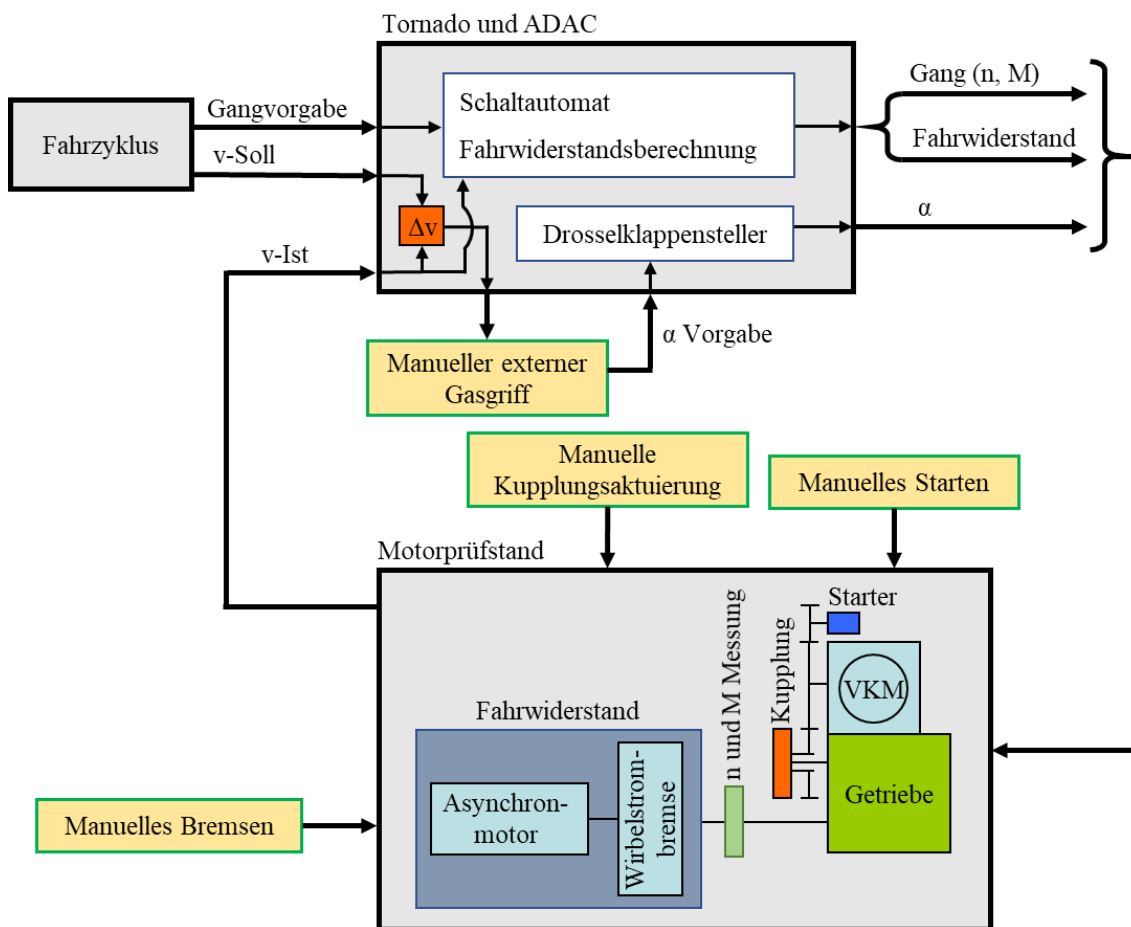 Tornado und ADAC
Fahrzyklus
Gangvorgabe
v-Soll
v-Ist
Schaltautomat
Fahrwiderstandsberechnung
Δv
Drosselklappensteller
Gang (n, M)
Fahrwiderstand
α
α Vorgabe
Manueller externer
Gasgriff
Manuelle
Kupplungsaktuierung
Manuelles Starten
Motorprüfstand
Starter
Kupplung
n und M Messung
VKM
Fahrwiderstand
Asynchron-
motor
Wirbelstrom-
bremse
Getriebe
Manuelles Bremsen